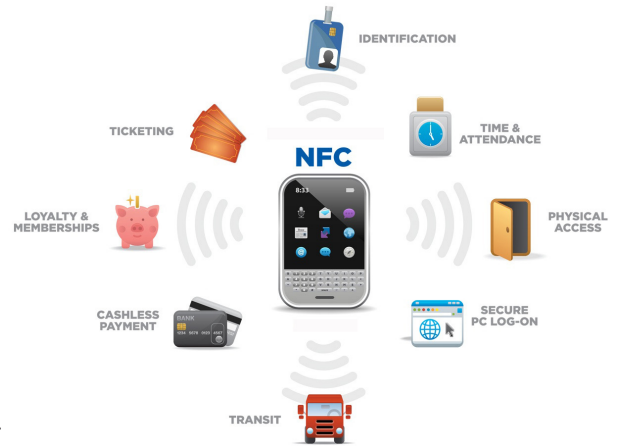 IDENTIFICATION
TICKETING
TIME &
ATTENDANCE
NFC
8:33
LOYALTY &
MEMBERSHIPS
PHYSICAL
ACCESS
CASHLESS
PAYMENT
BANK
SECURE
PC LOG-ON
TRANSIT